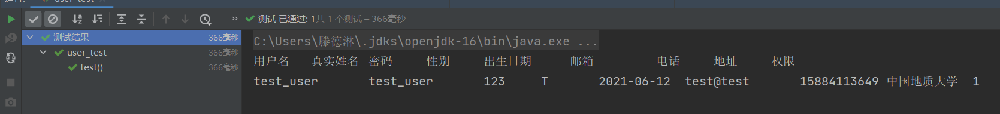 user_test
测试 已通过: 1共 1 个测试 – 366毫秒
测试结果 366毫秒
user_test 366毫秒
test() 366毫秒
C:\Users\滕德淋\.jdks\openjdk-16\bin\java.exe ...
用户名 真实姓名 密码 性别 出生日期 邮箱 电话 地址 权限
test_user test_user 123 T 2021-06-12 test@test 15884113649 中国地质大学 1